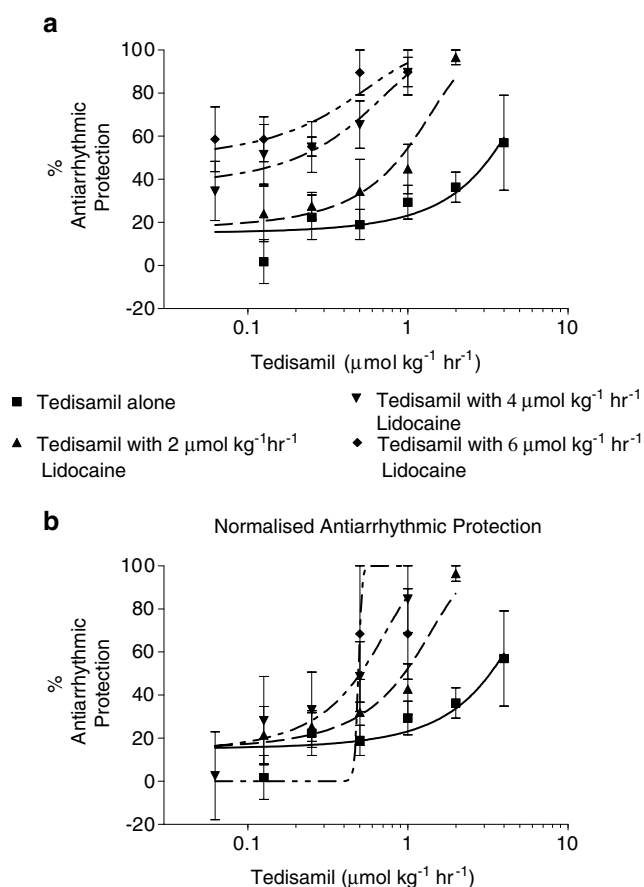 a
100
80
60
40
20
0
-20
%
Antiarrhythmic
Protection
0.1
1
10
Tedisamil (μmol kg⁻¹ hr⁻¹)
Tedisamil alone
Tedisamil with 2 μmol kg⁻¹hr⁻¹
Lidocaine
Tedisamil with 4 μmol kg⁻¹ hr⁻¹
Lidocaine
Tedisamil with 6 μmol kg⁻¹ hr⁻¹
Lidocaine
b
Normalised Antiarrhythmic Protection
100
80
60
40
20
0
-20
%
Antiarrhythmic
Protection
0.1
1
10
Tedisamil (μmol kg⁻¹ hr⁻¹)